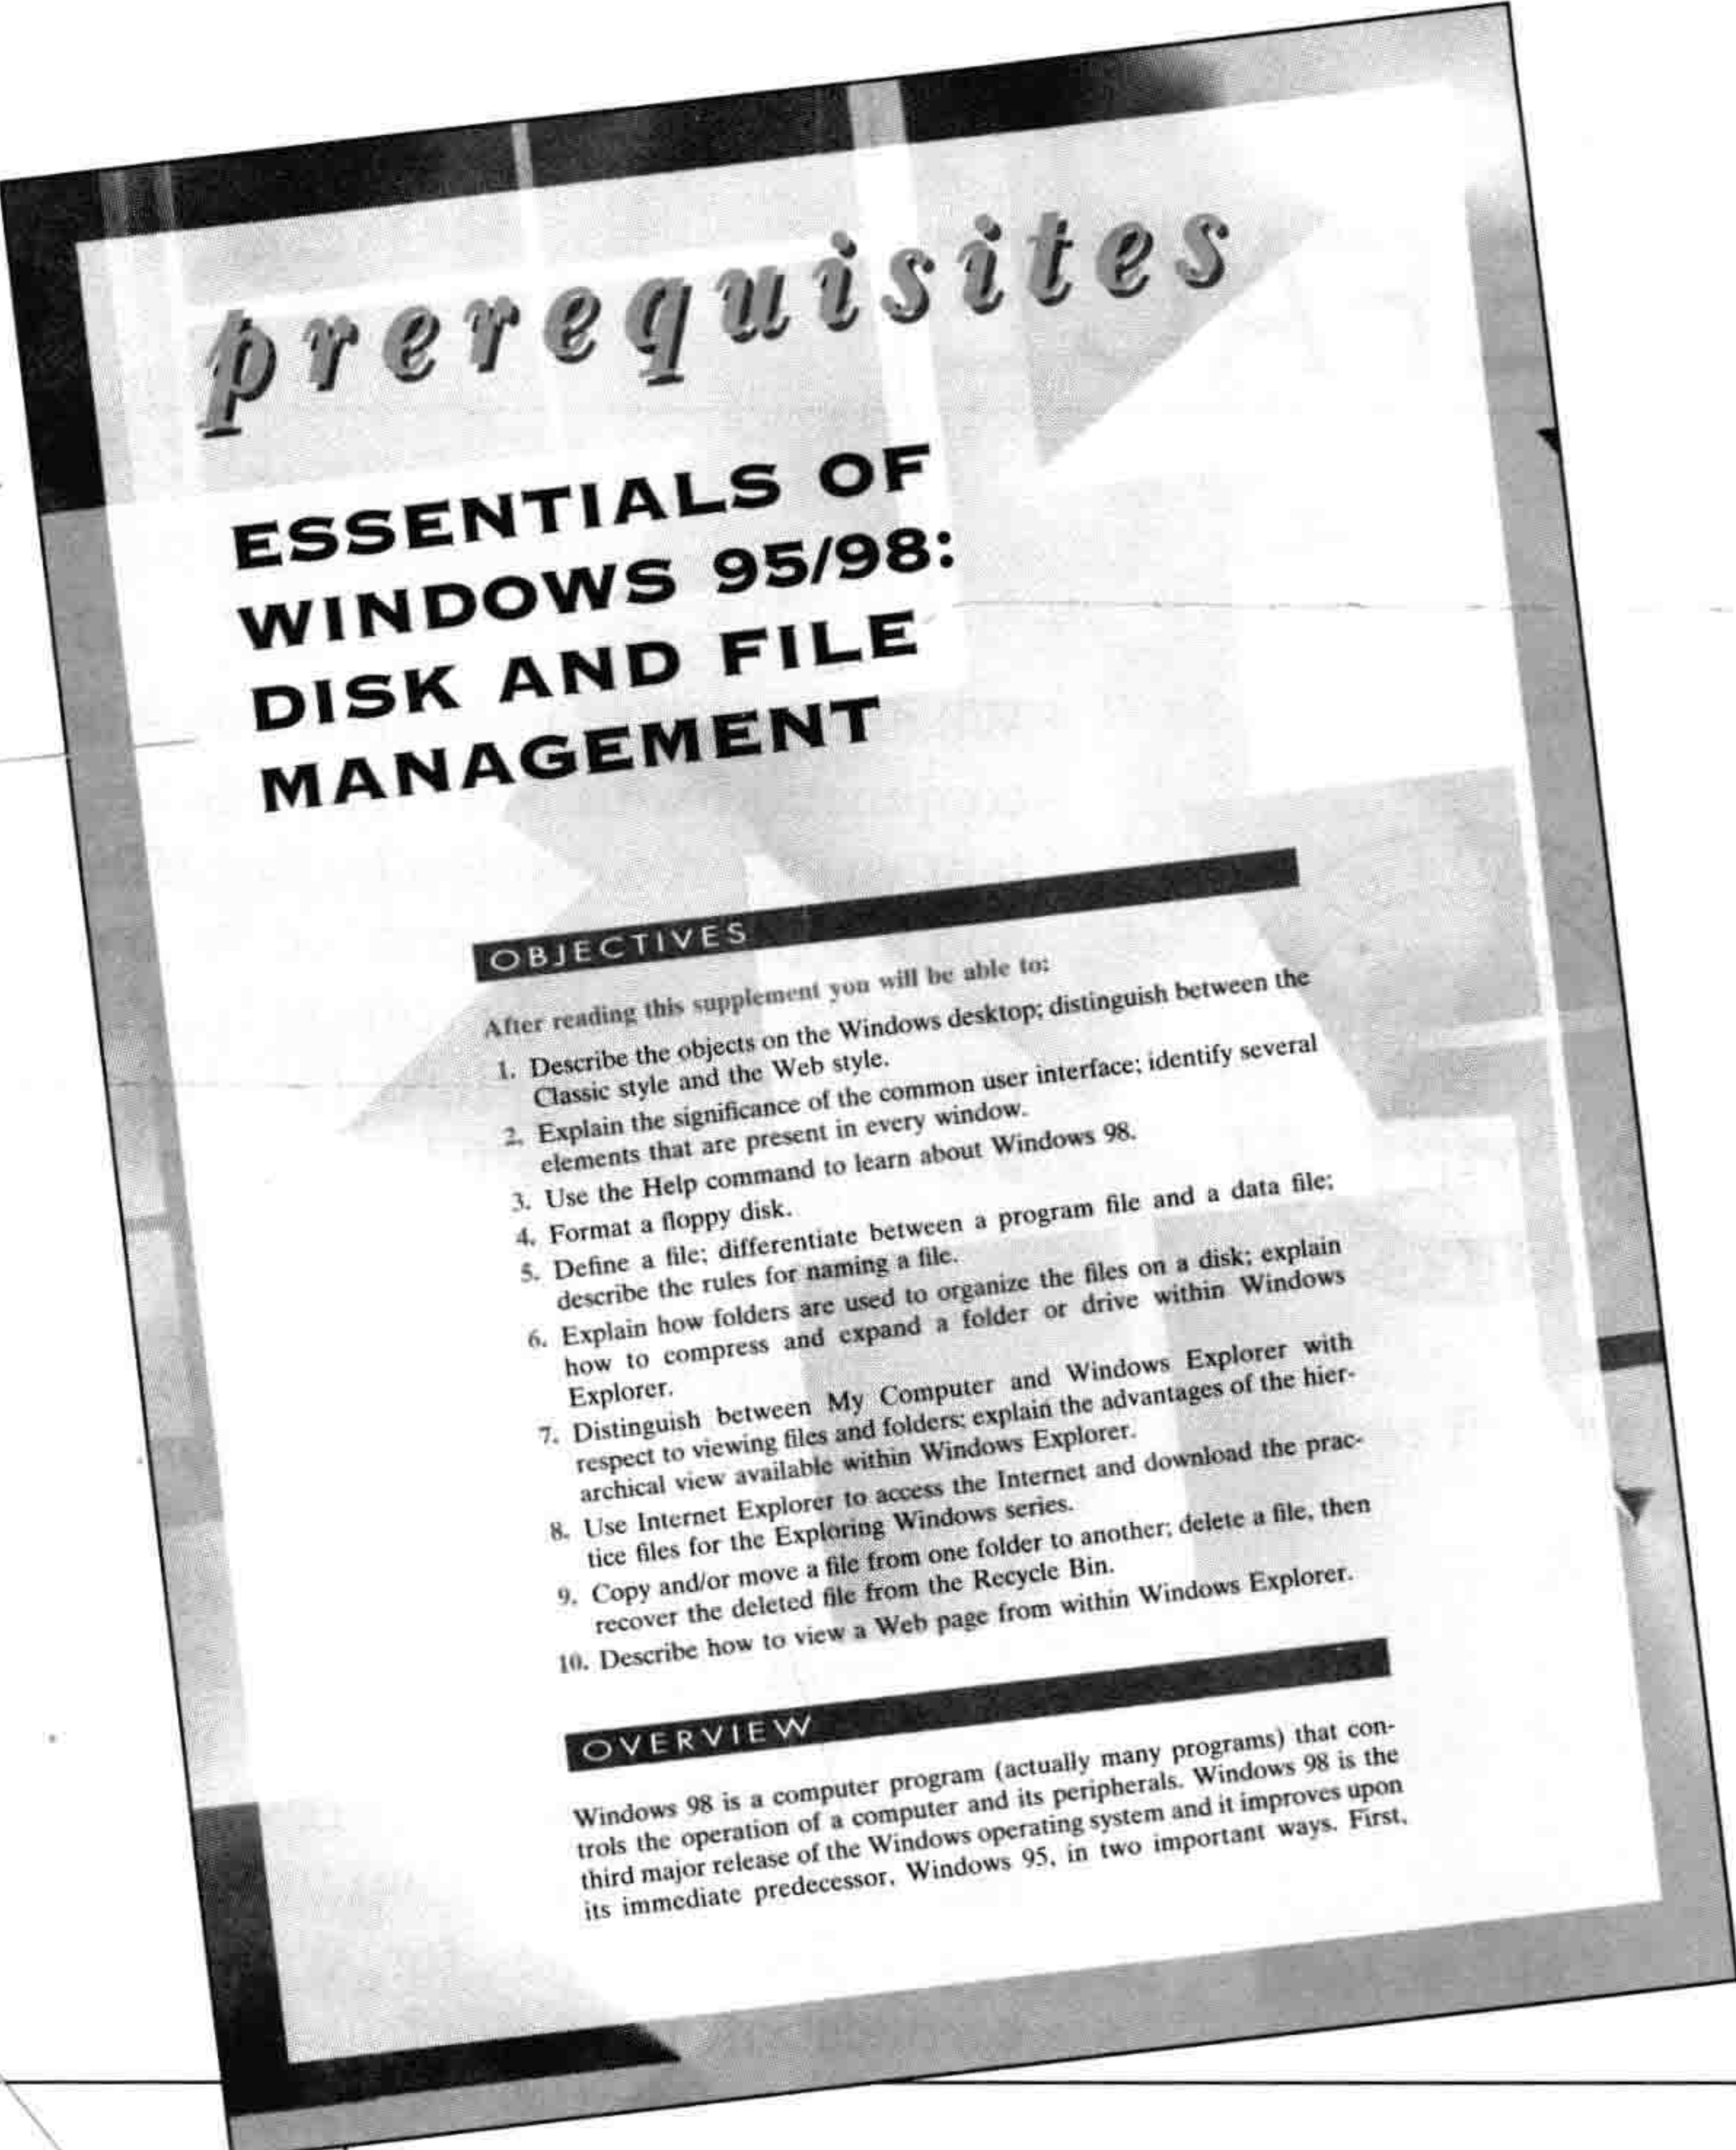 prerequisites
ESSENTIALS OF
WINDOWS 95/98:
DISK AND FILE
MANAGEMENT
OBJECTIVES
After reading this supplement you will be able to:
1. Describe the objects on the Windows desktop; distinguish between the
Classic style and the Web style.
2. Explain the significance of the common user interface; identify several
elements that are present in every window.
3. Use the Help command to learn about Windows 98.
4. Format a floppy disk.
5. Define a file; differentiate between a program file and a data file;
describe the rules for naming a file.
6. Explain how folders are used to organize the files on a disk; explain
how to compress and expand a folder or drive within Windows
Explorer.
7. Distinguish between My Computer and Windows Explorer with
respect to viewing files and folders; explain the advantages of the hier-
archical view available within Windows Explorer.
8. Use Internet Explorer to access the Internet and download the prac-
tice files for the Exploring Windows series.
9. Copy and/or move a file from one folder to another; delete a file, then
recover the deleted file from the Recycle Bin.
10. Describe how to view a Web page from within Windows Explorer.
OVERVIEW
Windows 98 is a computer program (actually many programs) that con-
trols the operation of a computer and its peripherals. Windows 98 is the
third major release of the Windows operating system and it improves upon
its immediate predecessor, Windows 95, in two important ways. First,